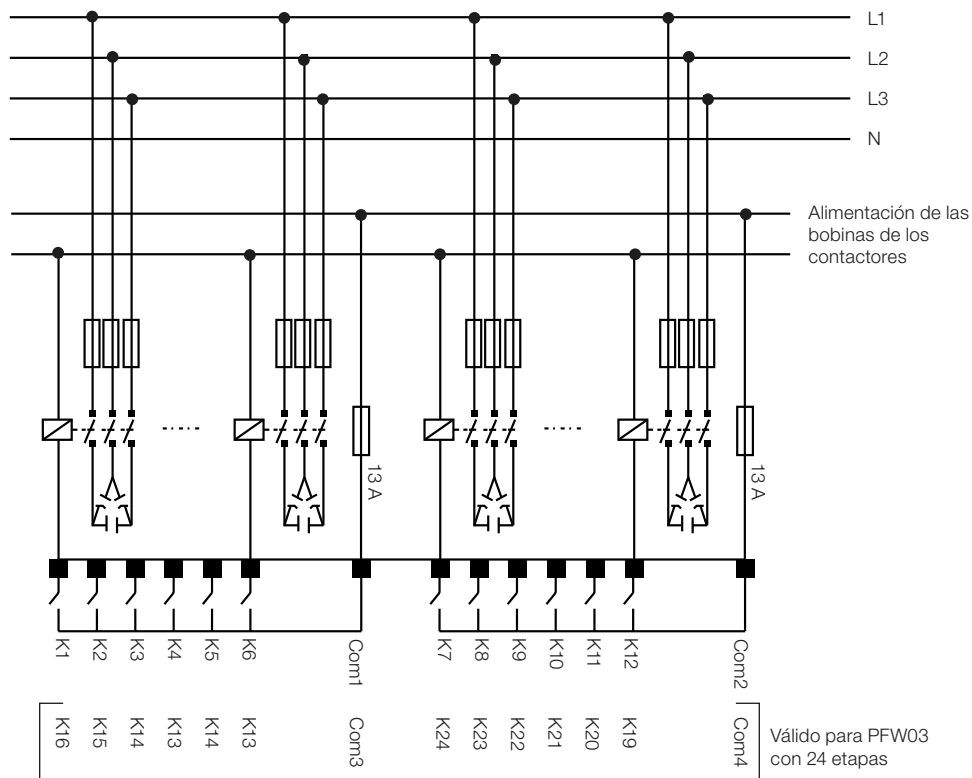 L1
L2
L3
N
Alimentación de las
bobinas de los
contactores
13 A
13 A
K1
K2
K3
K4
K5
K6
Com1
K7
K8
K9
K10
K11
K12
Com2
K16
K15
K14
K13
K14
K13
Com3
K24
K23
K22
K21
K20
K19
Com4
Válido para PFW03
con 24 etapas